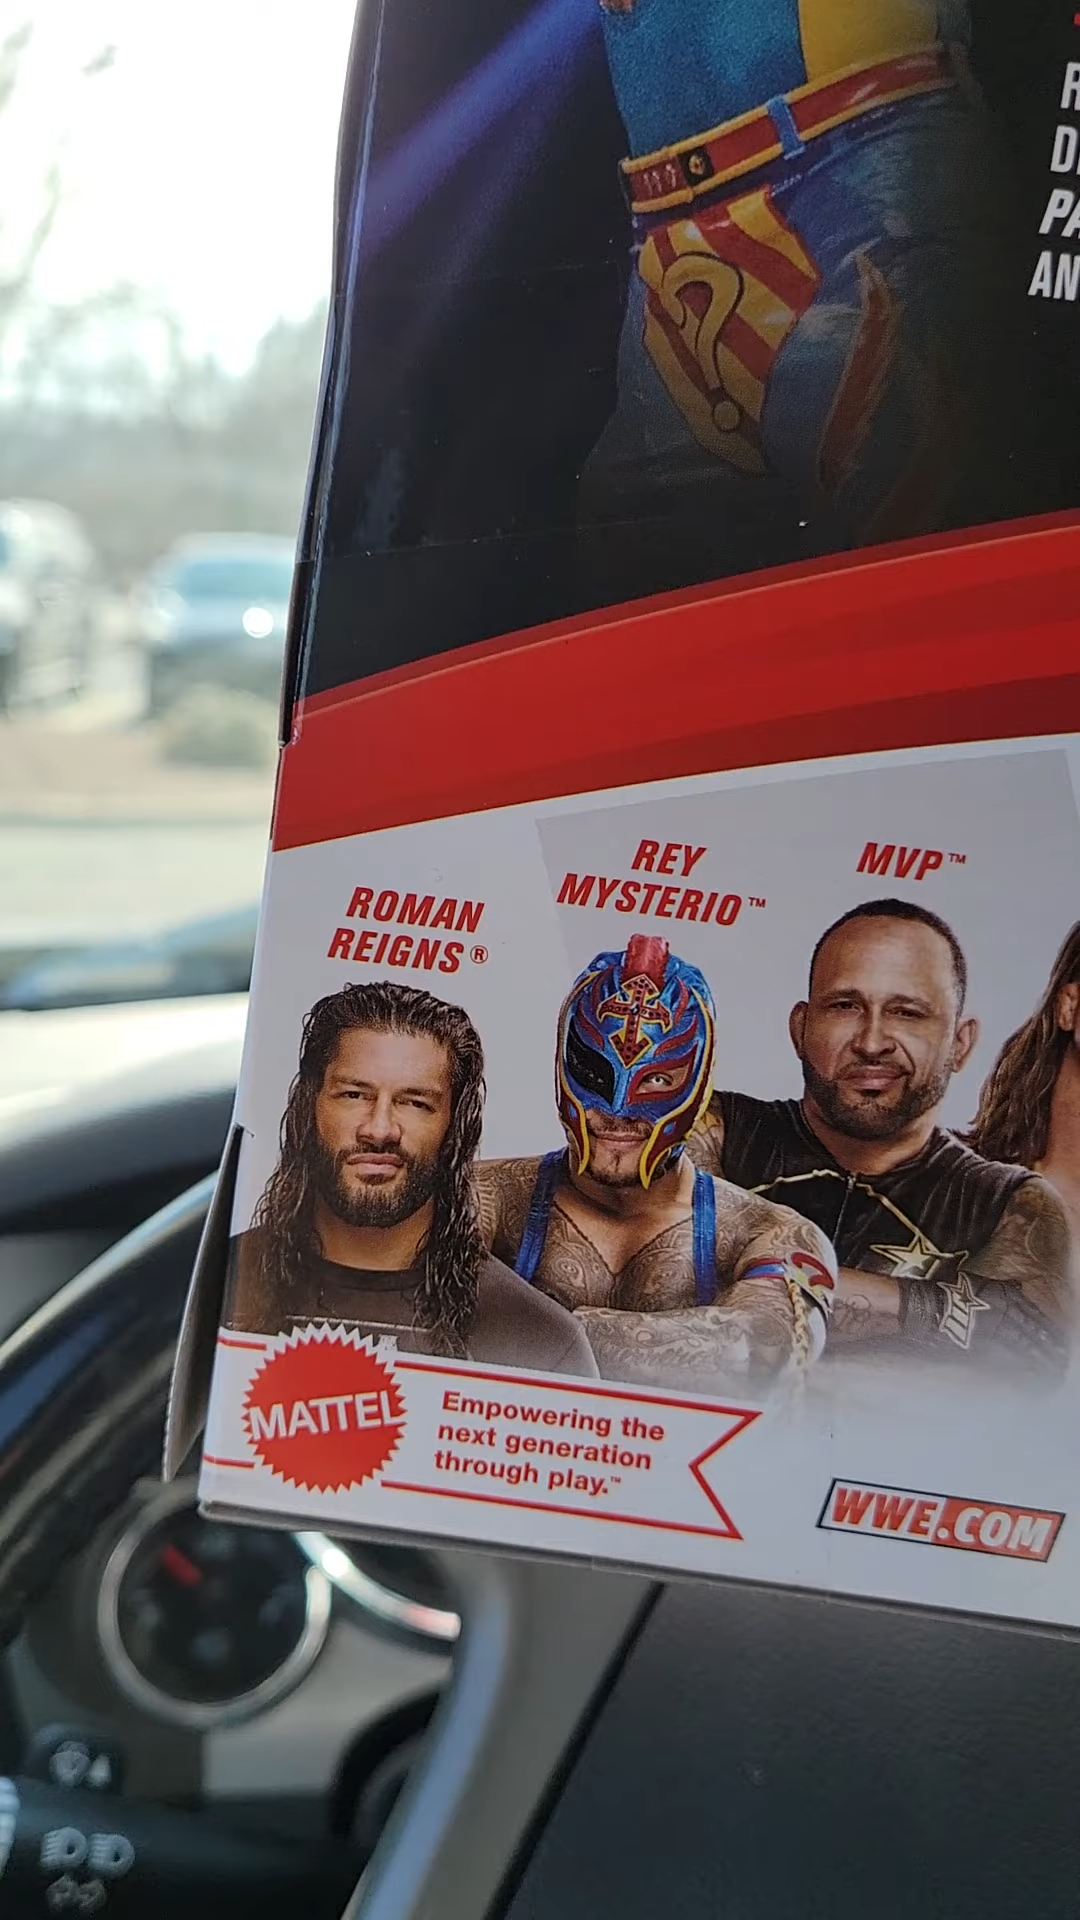 ROMAN
REIGNS®
REY
MYSTERIO™
MVP™
MATTEL
Empowering the
next generation
through play.™
WWE.COM